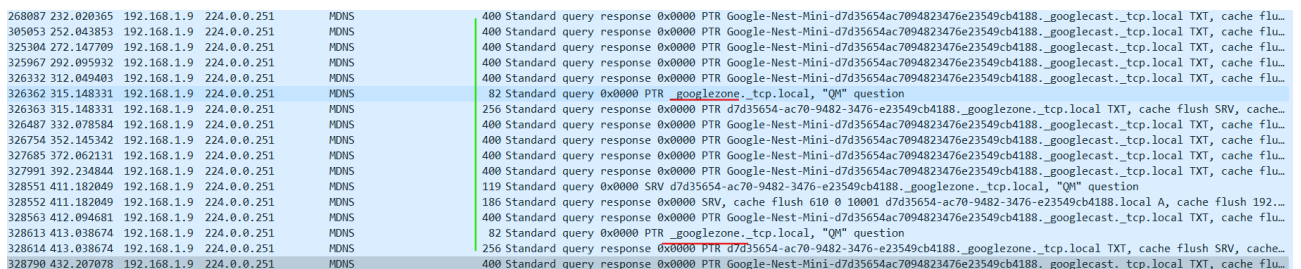 268087 232.020365 192.168.1.9 224.0.0.251 MDNS 400 Standard query response 0x0000 PTR Google-Nest-Mini-d7d35654ac7094823476e23549cb4188._googlecast._tcp.local TXT, cache flu…
305053 252.043853 192.168.1.9 224.0.0.251 MDNS 400 Standard query response 0x0000 PTR Google-Nest-Mini-d7d35654ac7094823476e23549cb4188._googlecast._tcp.local TXT, cache flu…
325304 272.147709 192.168.1.9 224.0.0.251 MDNS 400 Standard query response 0x0000 PTR Google-Nest-Mini-d7d35654ac7094823476e23549cb4188._googlecast._tcp.local TXT, cache flu…
325967 292.095932 192.168.1.9 224.0.0.251 MDNS 400 Standard query response 0x0000 PTR Google-Nest-Mini-d7d35654ac7094823476e23549cb4188._googlecast._tcp.local TXT, cache flu…
326332 312.049403 192.168.1.9 224.0.0.251 MDNS 400 Standard query response 0x0000 PTR Google-Nest-Mini-d7d35654ac7094823476e23549cb4188._googlecast._tcp.local TXT, cache flu…
326362 315.148331 192.168.1.9 224.0.0.251 MDNS 82 Standard query 0x0000 PTR _googlezone._tcp.local, "QM" question
326363 315.148331 192.168.1.9 224.0.0.251 MDNS 256 Standard query response 0x0000 PTR d7d35654-ac70-9482-3476-e23549cb4188._googlezone._tcp.local TXT, cache flush SRV, cache…
326487 332.078584 192.168.1.9 224.0.0.251 MDNS 400 Standard query response 0x0000 PTR Google-Nest-Mini-d7d35654ac7094823476e23549cb4188._googlecast._tcp.local TXT, cache flu…
326754 352.145342 192.168.1.9 224.0.0.251 MDNS 400 Standard query response 0x0000 PTR Google-Nest-Mini-d7d35654ac7094823476e23549cb4188._googlecast._tcp.local TXT, cache flu…
327685 372.062131 192.168.1.9 224.0.0.251 MDNS 400 Standard query response 0x0000 PTR Google-Nest-Mini-d7d35654ac7094823476e23549cb4188._googlecast._tcp.local TXT, cache flu…
327991 392.234844 192.168.1.9 224.0.0.251 MDNS 400 Standard query response 0x0000 PTR Google-Nest-Mini-d7d35654ac7094823476e23549cb4188._googlecast._tcp.local TXT, cache flu…
328551 411.182049 192.168.1.9 224.0.0.251 MDNS 119 Standard query 0x0000 SRV d7d35654-ac70-9482-3476-e23549cb4188._googlezone._tcp.local, "QM" question
328552 411.182049 192.168.1.9 224.0.0.251 MDNS 186 Standard query response 0x0000 SRV, cache flush 610 0 10001 d7d35654-ac70-9482-3476-e23549cb4188.local A, cache flush 192.…
328563 412.094681 192.168.1.9 224.0.0.251 MDNS 400 Standard query response 0x0000 PTR Google-Nest-Mini-d7d35654ac7094823476e23549cb4188._googlecast._tcp.local TXT, cache flu…
328613 413.038674 192.168.1.9 224.0.0.251 MDNS 82 Standard query 0x0000 PTR _googlezone._tcp.local, "QM" question
328614 413.038674 192.168.1.9 224.0.0.251 MDNS 256 Standard query response 0x0000 PTR d7d35654-ac70-9482-3476-e23549cb4188._googlezone._tcp.local TXT, cache flush SRV, cache…
328790 432.207078 192.168.1.9 224.0.0.251 MDNS 400 Standard query response 0x0000 PTR Google-Nest-Mini-d7d35654ac7094823476e23549cb4188._googlecast._tcp.local TXT, cache flu…